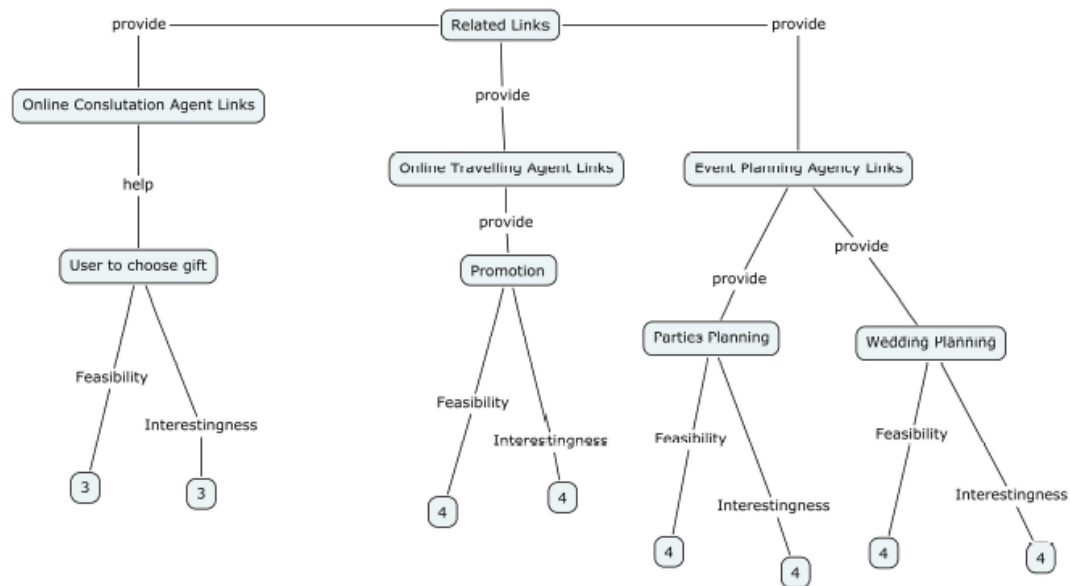 provide
Related Links
provide
Online Conslutation Agent Links
provide
Online Travelling Agent Links
Event Planning Agency Links
help
provide
provide
User to choose gift
Promotion
provide
Parties Planning
Wedding Planning
Feasibility
Feasibility
Interestingness
Interestingness
Feasibility
Feasibility
3
3
4
4
Interestingness
Interestingness
4
4
4
4